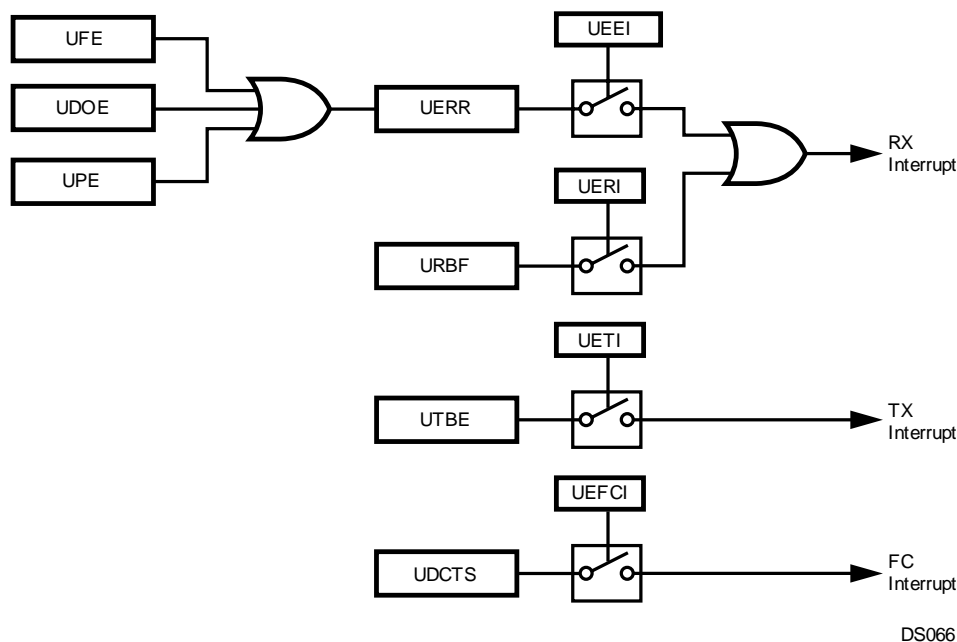 UFE
UEEI
UDOE
UERR
RX
Interrupt
UPE
UERI
URBF
UETI
UTBE
TX
Interrupt
UEFCI
UDCTS
FC
Interrupt
DS066